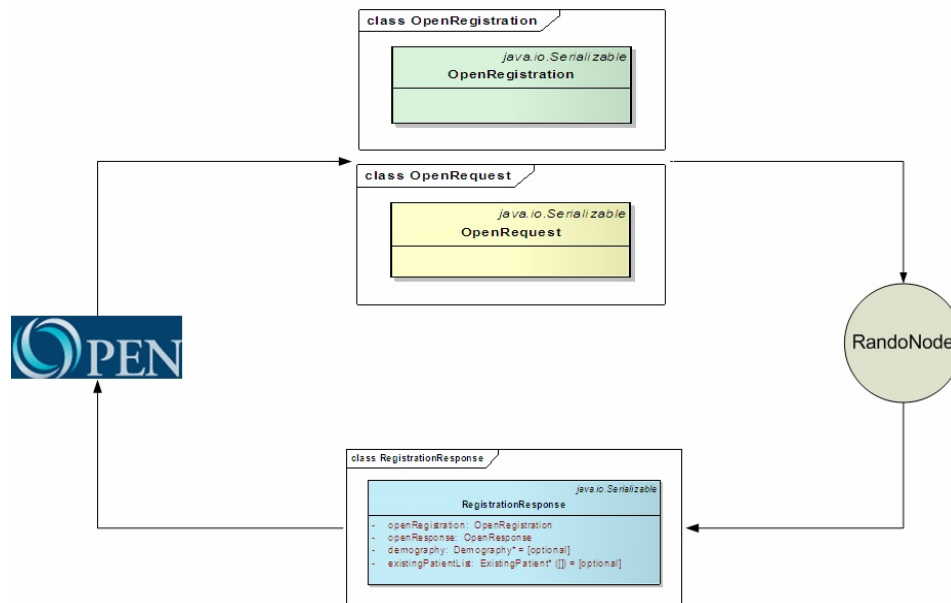 class OpenRegistration
java.io.Serializable
OpenRegistration
class OpenRequest
java.io.Serializable
OpenRequest
OPEN
RandoNode
class RegistrationResponse
java.io.Serializable
RegistrationResponse
- openRegistration: OpenRegistration
- openResponse: OpenResponse
- demography: Demography* = [optional]
- existingPatientList: ExistingPatient* ([]) = [optional]